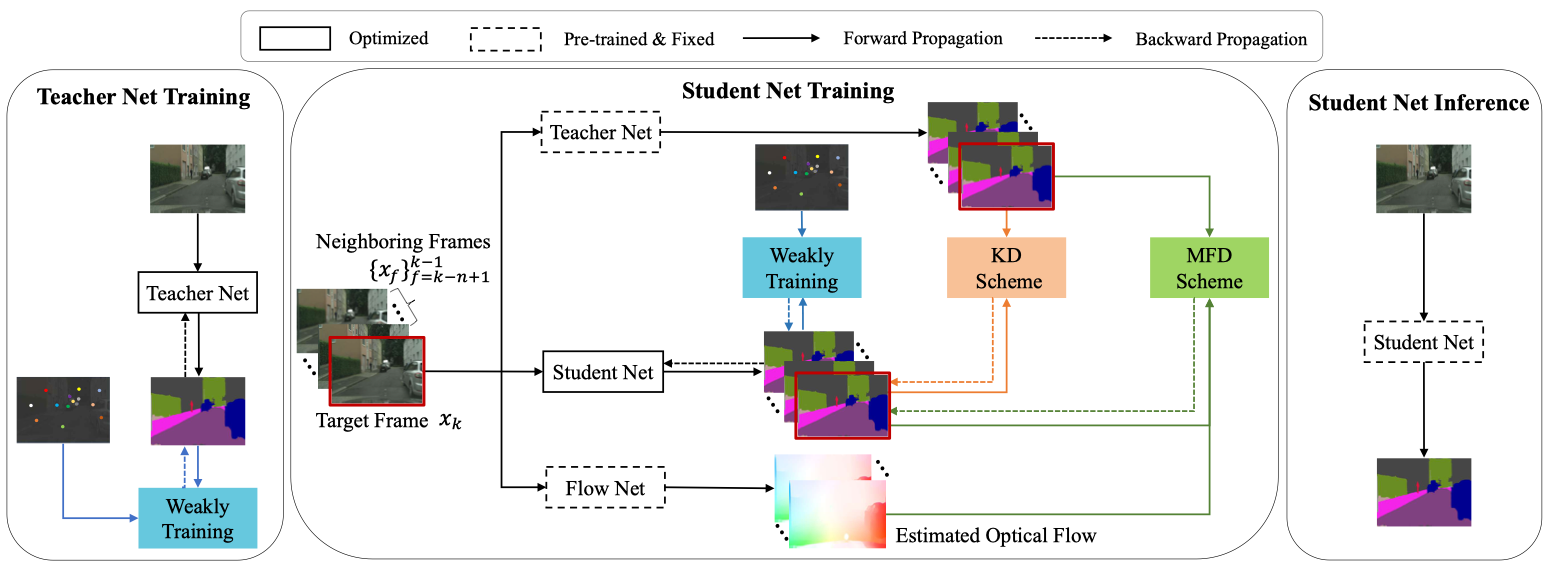 Optimized
Pre-trained & Fixed
Forward Propagation
Backward Propagation
Teacher Net Training
Teacher Net
Weakly
Training
Student Net Training
Neighboring Frames
{x_f}_{f=k-n+1}^{k-1}
Target Frame x_k
Teacher Net
Weakly
Training
KD
Scheme
MFD
Scheme
Student Net
Flow Net
Estimated Optical Flow
Student Net Inference
Student Net